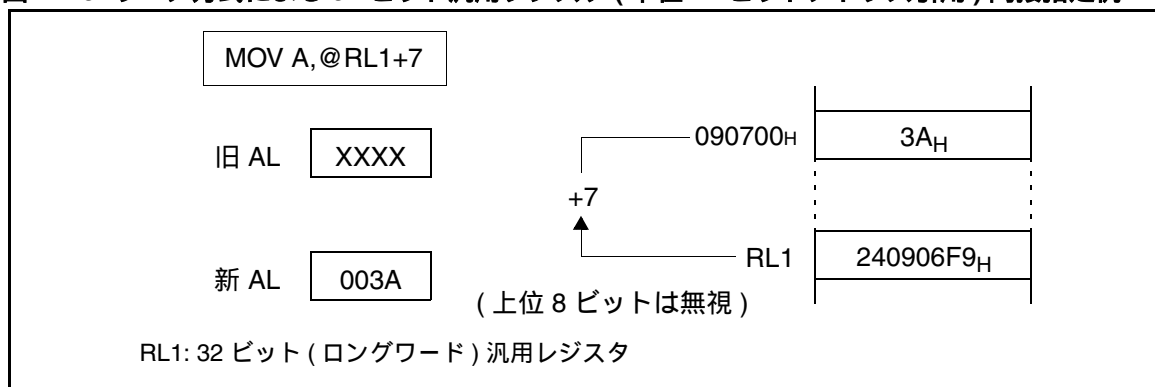 MOV A,@RL1+7
090700H
3AH
旧 AL
XXXX
+7
RL1
240906F9H
新 AL
003A
( 上位 8 ビットは無視 )
RL1: 32 ビット ( ロングワード ) 汎用レジスタ